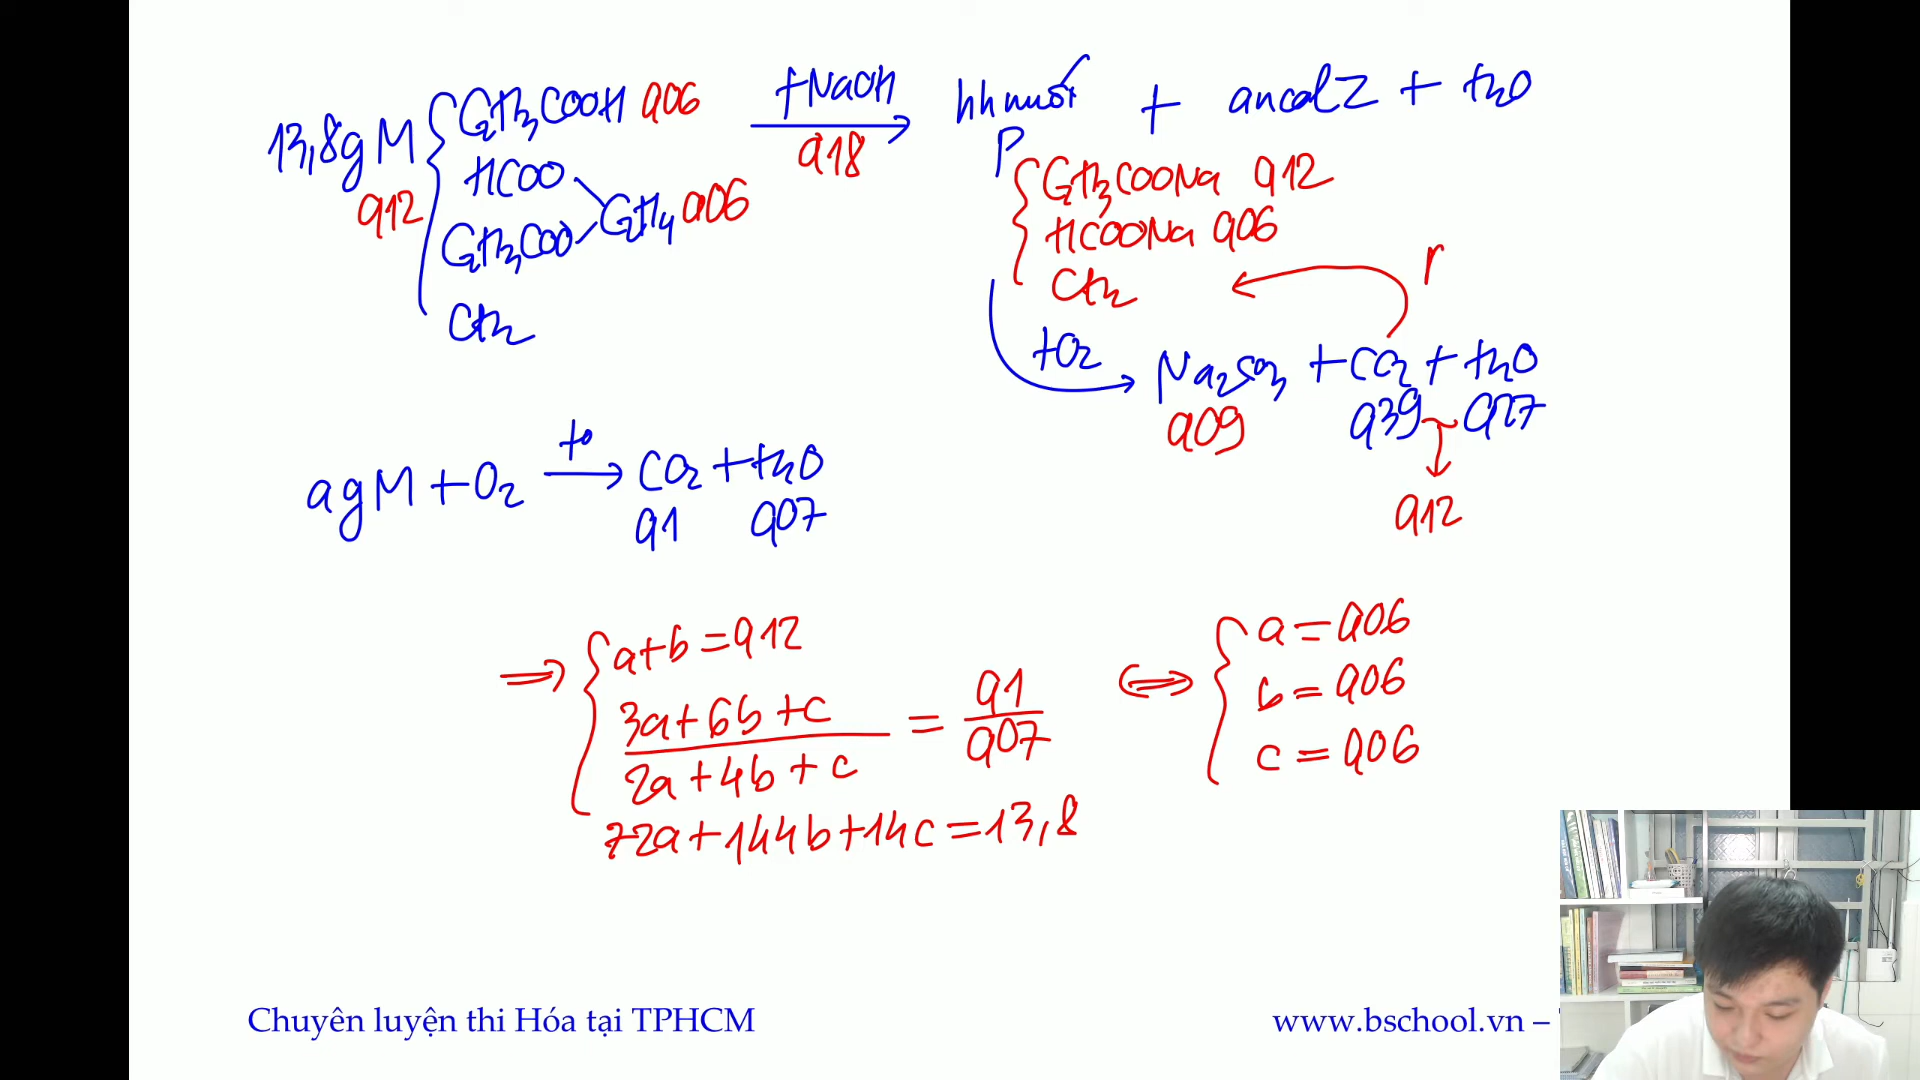 13,8g M { C2H3COOH 0,06 +NaOH → hh muối + ancol Z + H2O
0,12 HCOO 0,18 P
C2H3COO C2H4 0,06 { C2H3COONa 0,12
CH2 HCOONa 0,06
CH2
+O2 → Na2CO3 + CO2 + H2O
0,09 0,39 0,27
0,12
a g M + O2 →to CO2 + H2O
0,1 0,07
⇒ { a+b = 0,12
(3a+6b+c)/(2a+4b+c) = 0,1/0,07
72a+144b+14c = 13,8
⇔ { a = 0,06
b = 0,06
c = 0,06
Chuyên luyện thi Hóa tại TPHCM
www.bschool.vn –